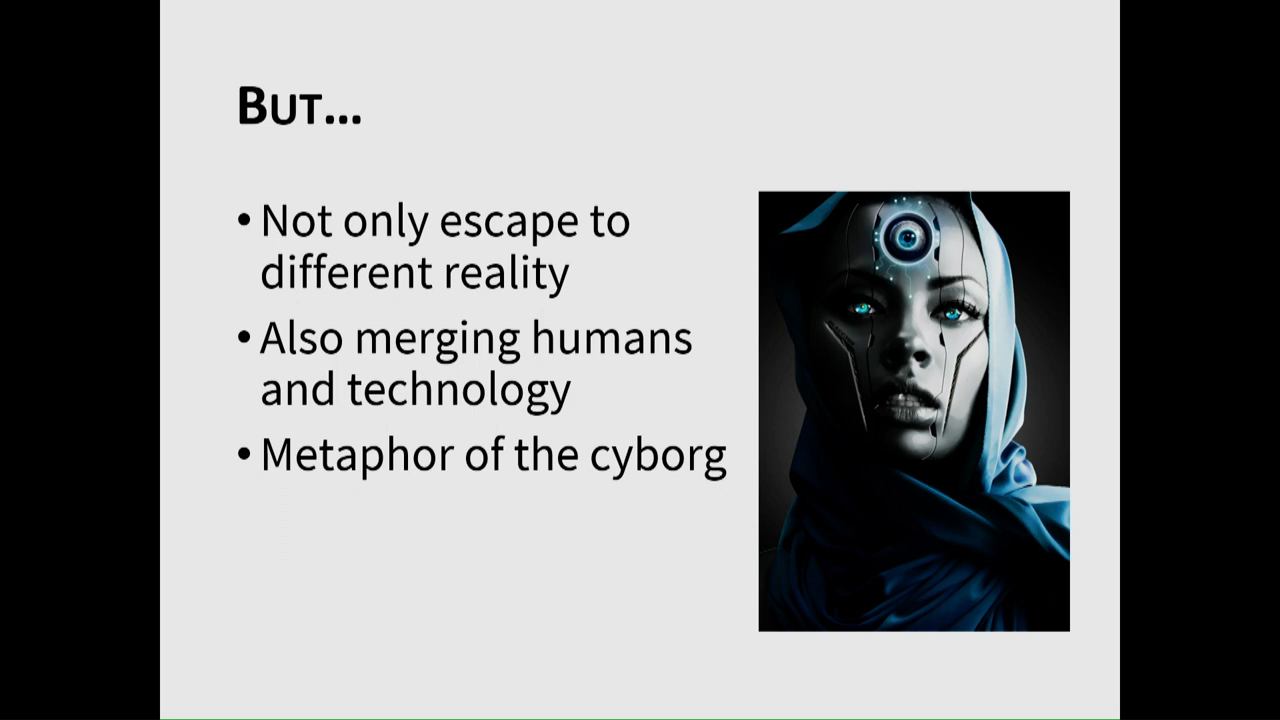 But...
• Not only escape to
different reality
• Also merging humans
and technology
• Metaphor of the cyborg